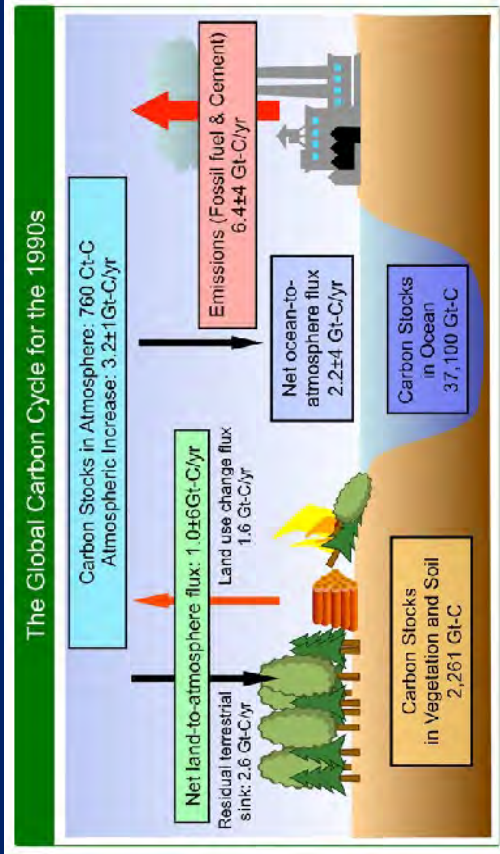 The Global Carbon Cycle for the 1990s
Carbon Stocks in Atmosphere: 760 Ct-C
Atmospheric Increase: 3.2±1Gt-C/yr
Net land-to-atmosphere flux: 1.0±6Gt-C/yr
Residual terrestrial
sink: 2.6 Gt-C/yr
Land use change flux
1.6 Gt-C/yr
Emissions (Fossil fuel & Cement)
6.4±4 Gt-C/yr
Net ocean-to-
atmosphere flux
2.2±4 Gt-C/yr
Carbon Stocks
in Vegetation and Soil
2,261 Gt-C
Carbon Stocks
in Ocean
37,100 Gt-C